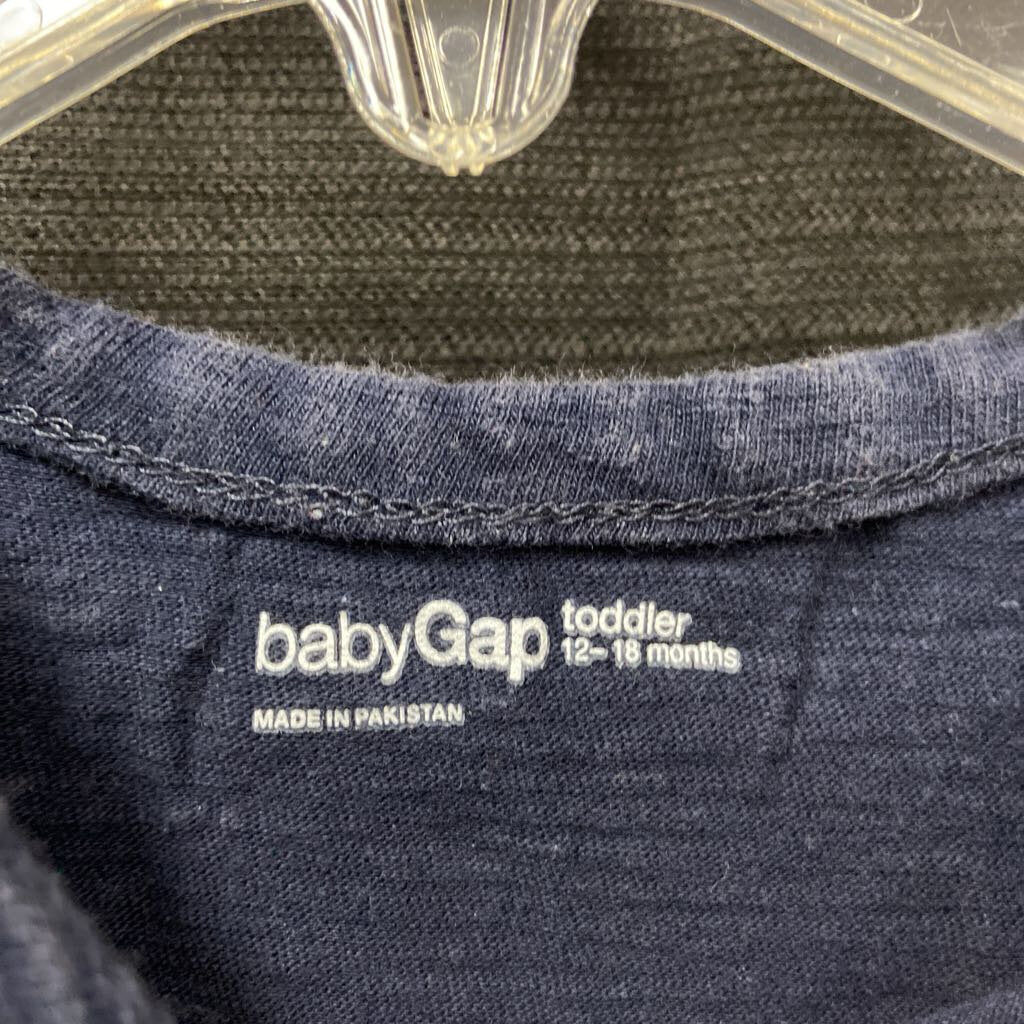 babyGap toddler
12-18 months
MADE IN PAKISTAN